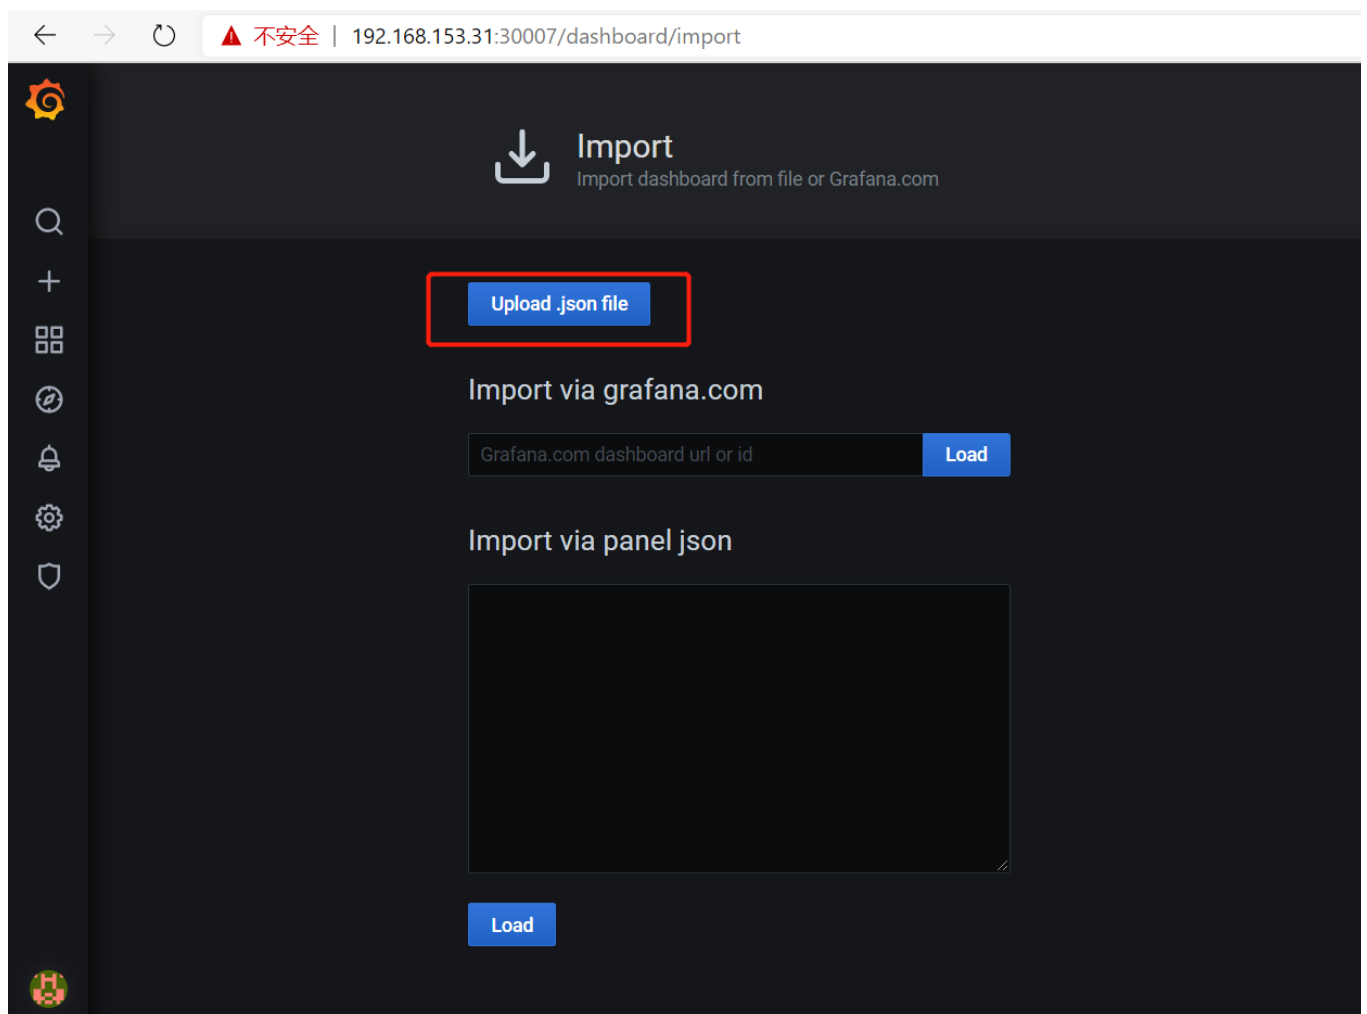 不安全 | 192.168.153.31:30007/dashboard/import
Import
Import dashboard from file or Grafana.com
Upload .json file
Import via grafana.com
Grafana.com dashboard url or id
Load
Import via panel json
Load